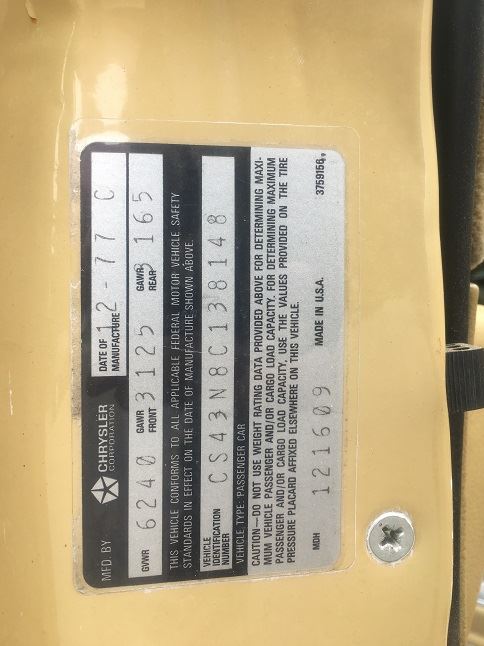 MFD BY CHRYSLER CORPORATION
DATE OF MANUFACTURE 12-77 C
GVWR 6240 GAWR FRONT 3125 GAWR REAR 3165
THIS VEHICLE CONFORMS TO ALL APPLICABLE FEDERAL MOTOR VEHICLE SAFETY
STANDARDS IN EFFECT ON THE DATE OF MANUFACTURE SHOWN ABOVE.
VEHICLE IDENTIFICATION NUMBER CS43N8C138148
VEHICLE TYPE: PASSENGER CAR
CAUTION—DO NOT USE WEIGHT RATING DATA PROVIDED ABOVE FOR DETERMINING MAXI-
MUM VEHICLE PASSENGER AND/OR CARGO LOAD CAPACITY. FOR DETERMINING MAXIMUM
PASSENGER AND/OR CARGO LOAD CAPACITY, USE THE VALUES PROVIDED ON THE TIRE
PRESSURE PLACARD AFFIXED ELSEWHERE ON THIS VEHICLE.
MDH 121609 MADE IN U.S.A.